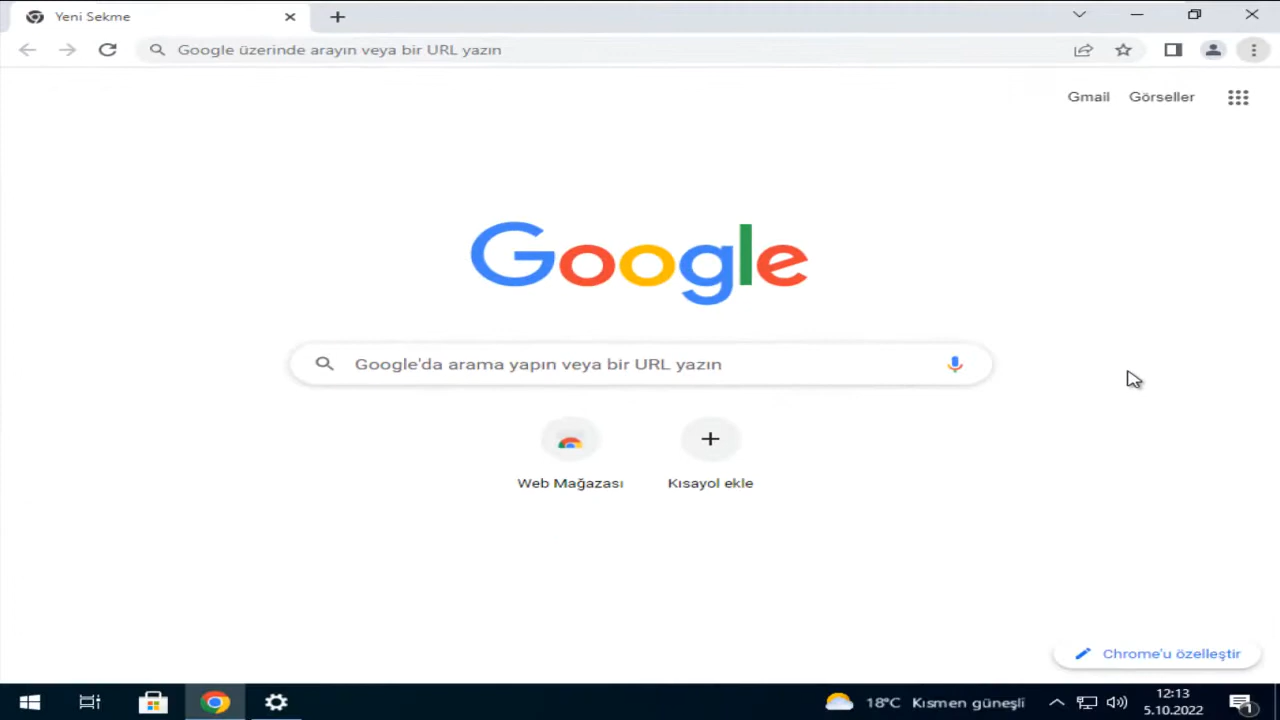 Yeni Sekme
Google üzerinde arayın veya bir URL yazın
Gmail Görseller
Google
Google'da arama yapın veya bir URL yazın
Web Mağazası Kısayol ekle
Chrome'u özelleştir
18°C Kısmen güneşli
12:13
5.10.2022
1